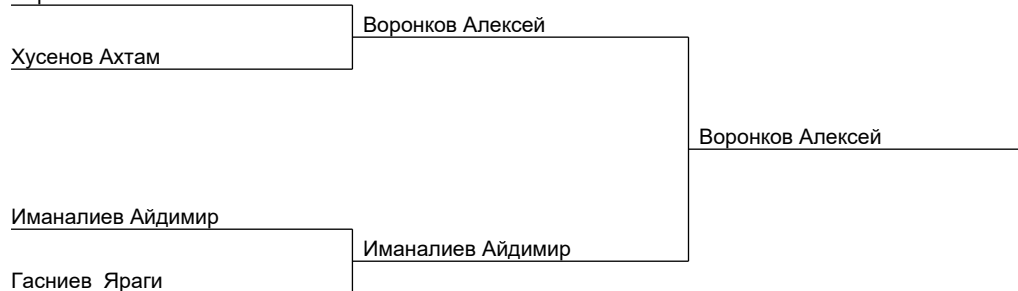 Воронков Алексей
Хусенов Ахтам
Воронков Алексей
Иманалиев Айдимир
Иманалиев Айдимир
Гасниев  Яраги